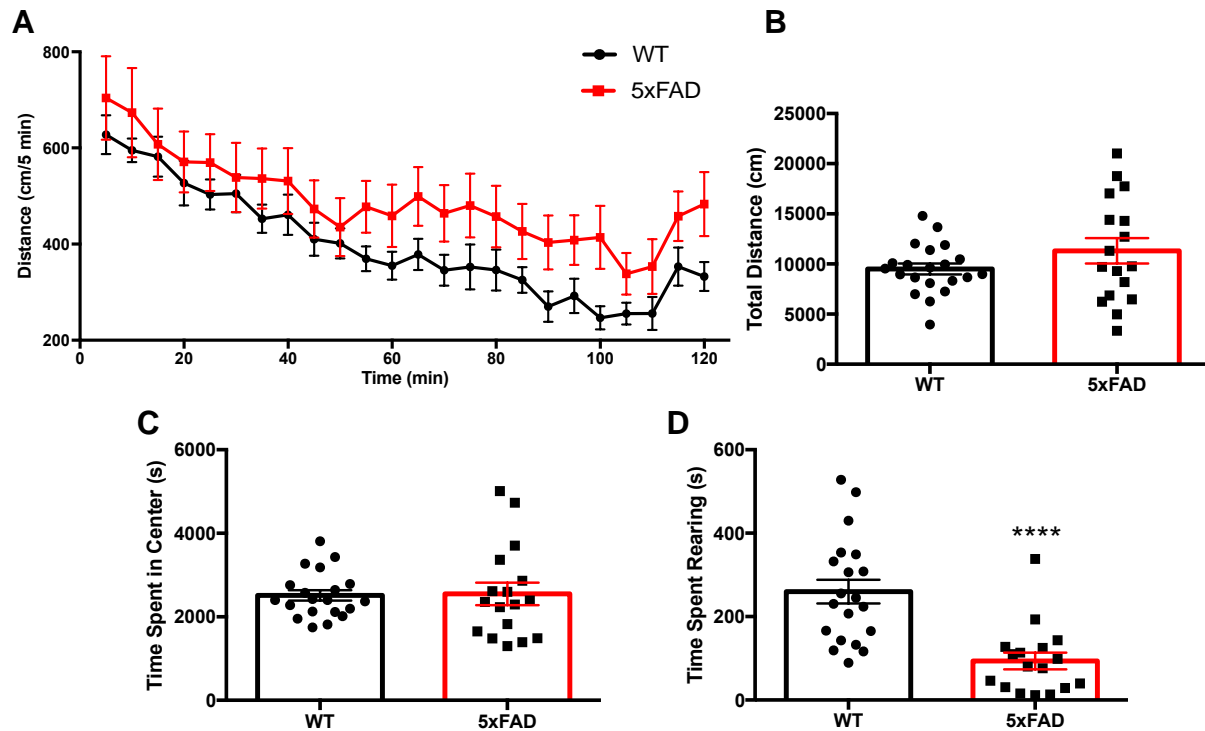 A
Distance (cm/5 min)
800
600
400
200
0
20
40
60
80
100
120
Time (min)
WT
5xFAD
B
Total Distance (cm)
25000
20000
15000
10000
5000
0
WT
5xFAD
C
Time Spent in Center (s)
6000
4000
2000
0
WT
5xFAD
D
Time Spent Rearing (s)
600
400
200
0
****
WT
5xFAD